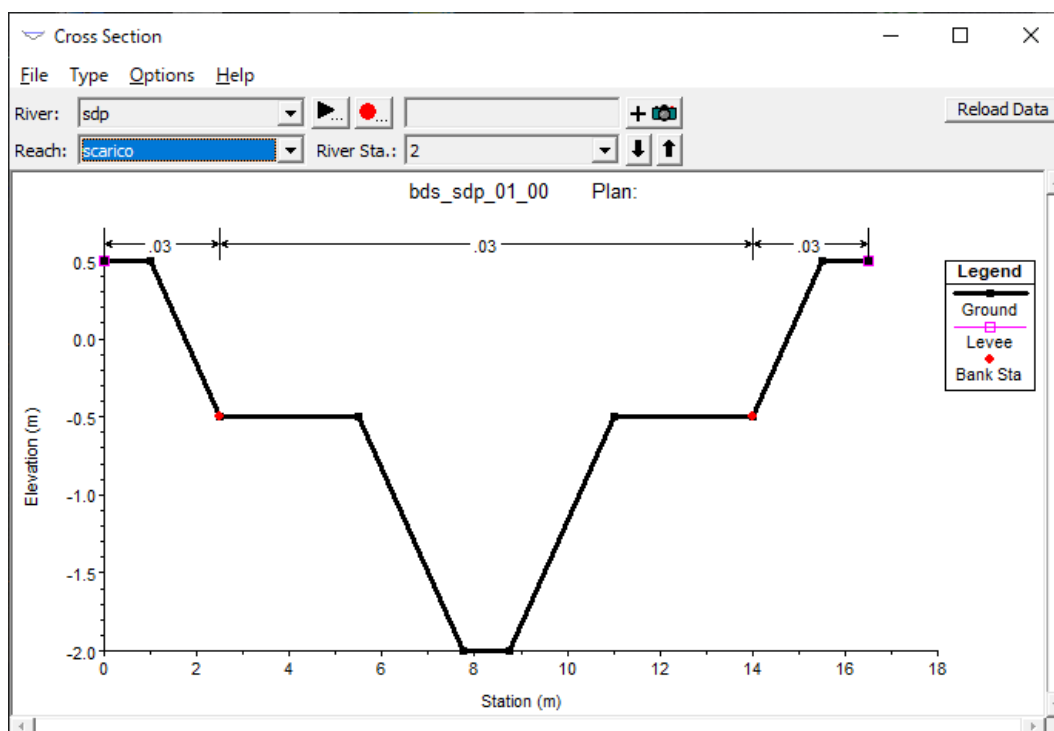 Cross Section
File Type Options Help
River: sdp ... ... + Reload Data
Reach: scarico River Sta.: 2
bds_sdp_01_00 Plan:
.03 .03 .03
Legend
Ground
Levee
Bank Sta
0.5
0.0
-0.5
-1.0
-1.5
-2.0
Elevation (m)
0 2 4 6 8 10 12 14 16 18
Station (m)